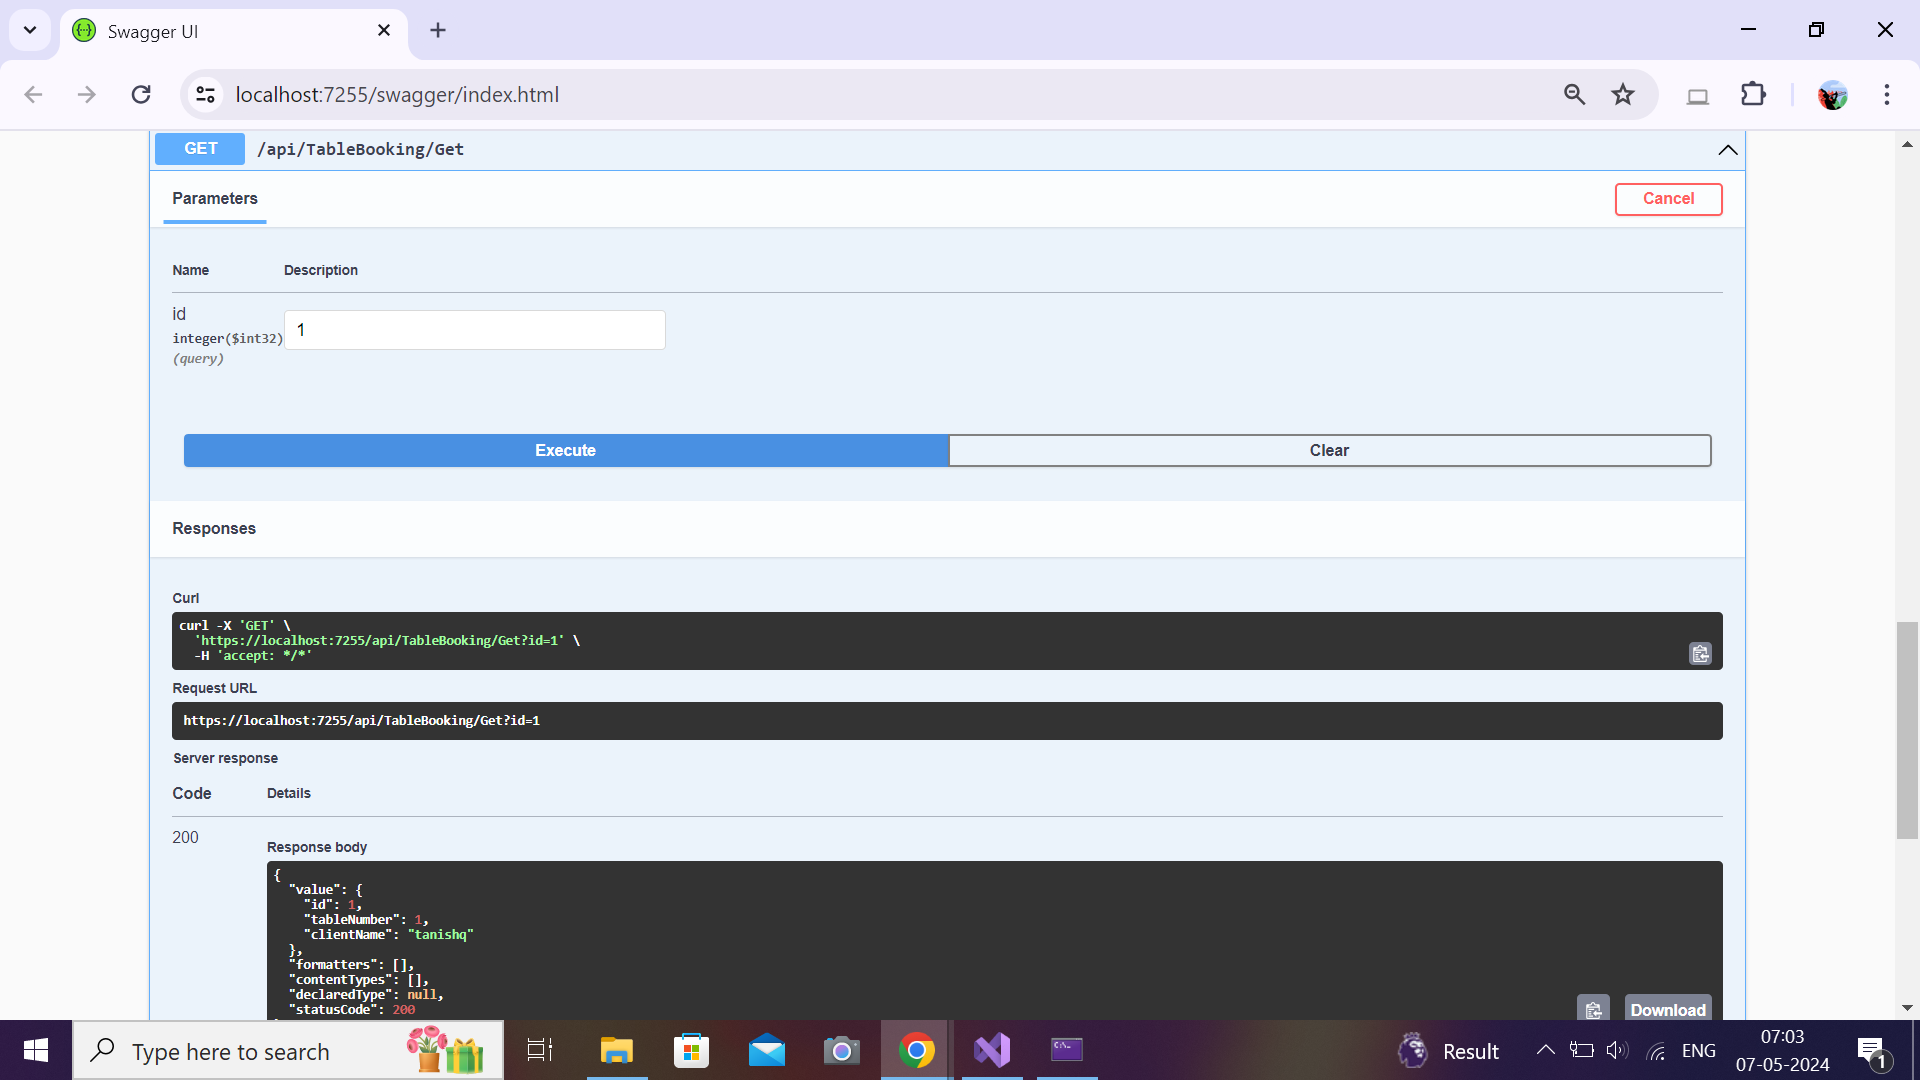 Swagger UI
localhost:7255/swagger/index.html
GET /api/TableBooking/Get
Parameters
Cancel
Name Description
id
integer($int32)
(query)
1
Execute
Clear
Responses
Curl
curl -X 'GET' \
'https://localhost:7255/api/TableBooking/Get?id=1' \
-H 'accept: */*'
Request URL
https://localhost:7255/api/TableBooking/Get?id=1
Server response
Code Details
200
Response body
{
"value": {
"id": 1,
"tableNumber": 1,
"clientName": "tanishq"
},
"formatters": [],
"contentTypes": [],
"declaredType": null,
"statusCode": 200
Download
Type here to search
Result
ENG
07:03
07-05-2024
1